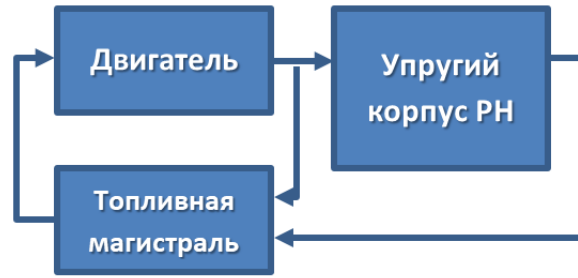 Двигатель
Упругий
корпус РН
Топливная
магистраль